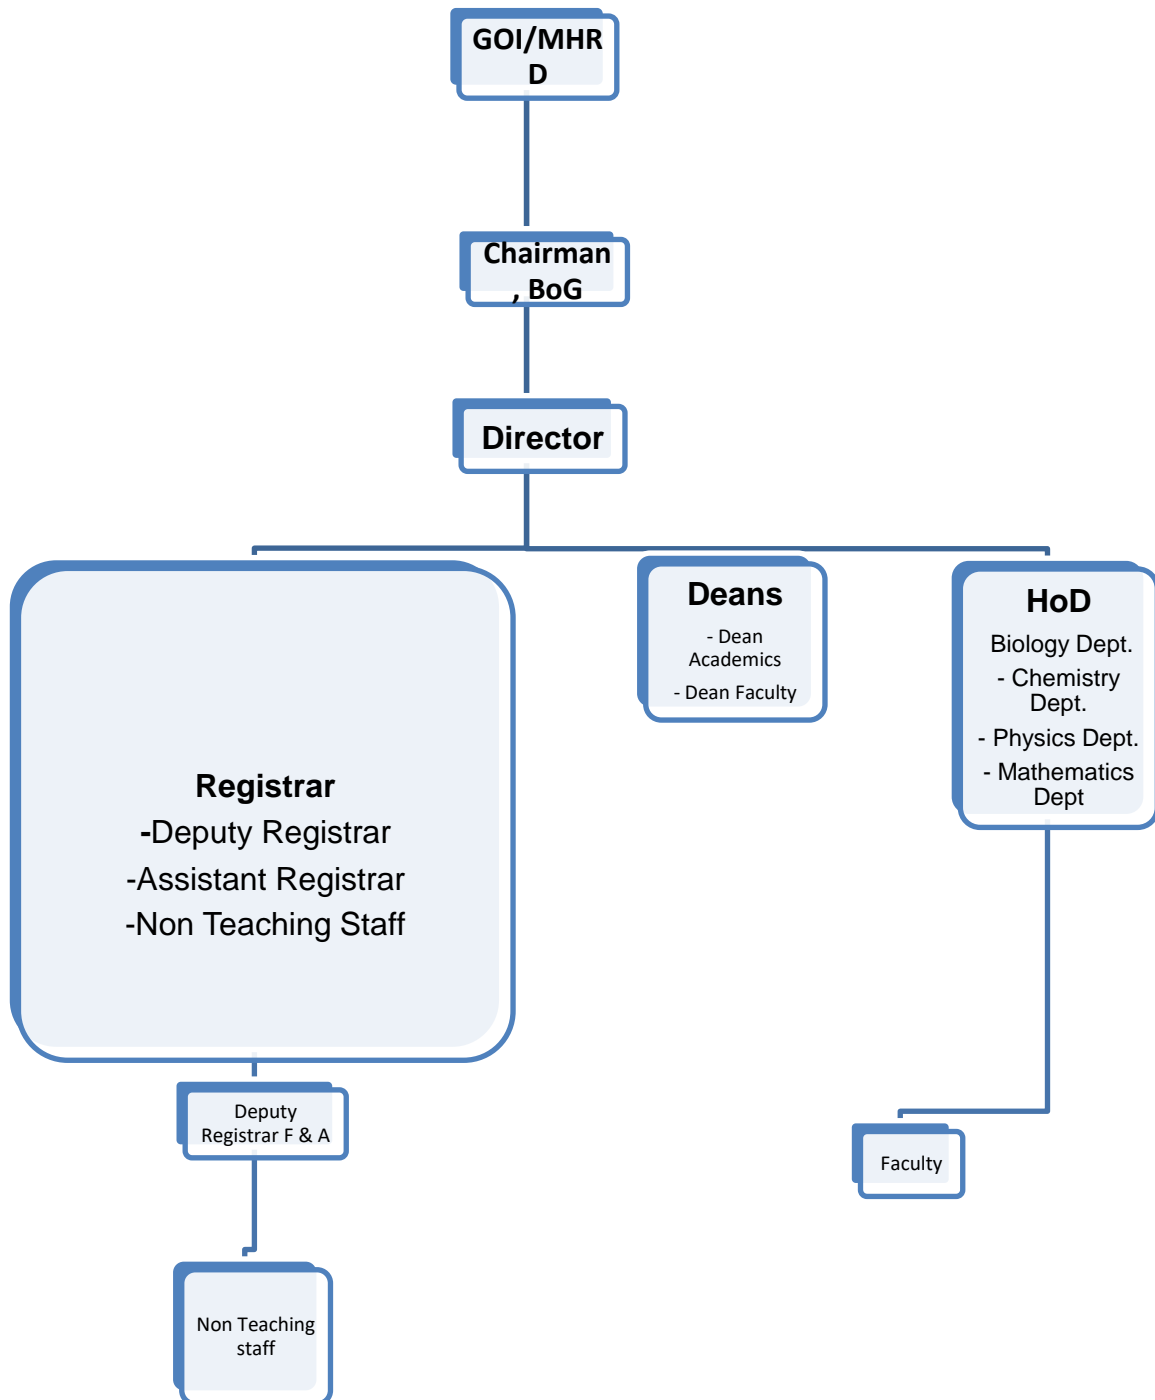 GOI/MHR
D
Chairman
, BoG
Director
Registrar
-Deputy Registrar
-Assistant Registrar
-Non Teaching Staff
Deans
- Dean
Academics
- Dean Faculty
HoD
Biology Dept.
- Chemistry
Dept.
- Physics Dept.
- Mathematics
Dept
Deputy
Registrar F & A
Faculty
Non Teaching
staff